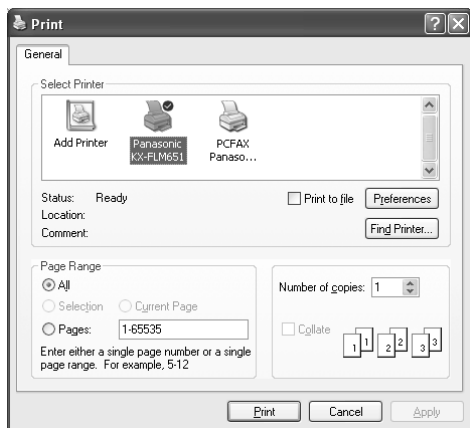 Print
General
Select Printer
Add Printer
Panasonic
KX-FLM651
PCFAX
Panaso...
Status: Ready
Location:
Comment:
Print to file
Preferences
Find Printer...
Page Range
All
Selection
Current Page
Pages:
1-65535
Enter either a single page number or a single
page range. For example, 5-12
Number of copies: 1
Collate
1 1 2 2 3 3
Print
Cancel
Apply